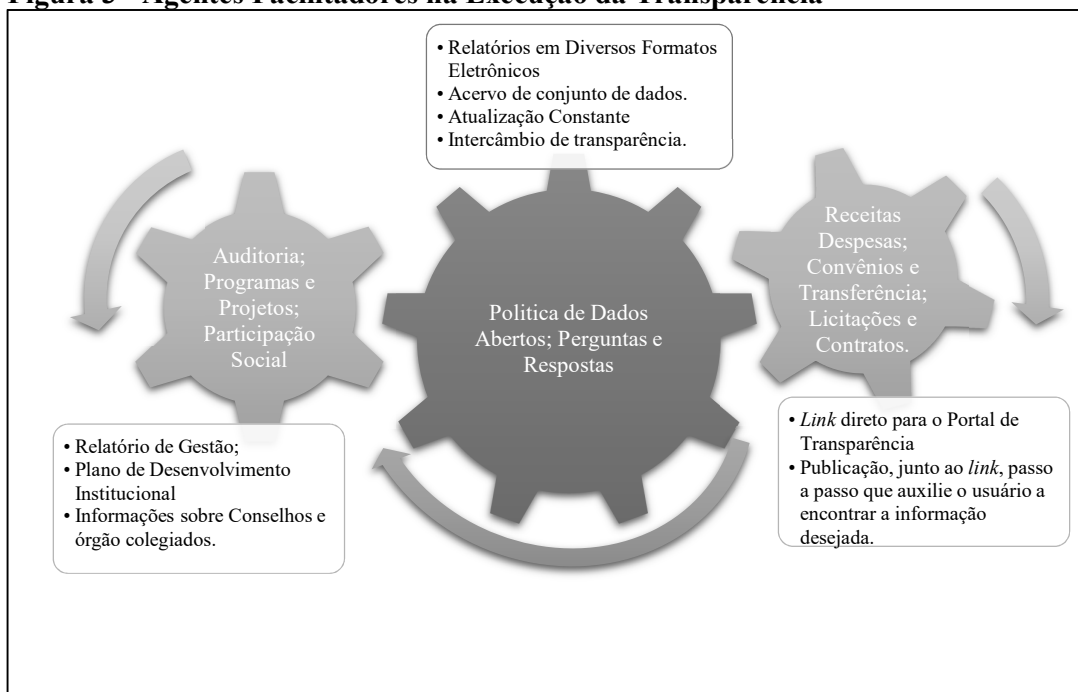 Figura 3 - Agentes Facilitadores na Execução da Transparência
• Relatórios em Diversos Formatos
Eletrônicos
• Acervo de conjunto de dados.
• Atualização Constante
• Intercâmbio de transparência.
Auditoria;
Programas e
Projetos;
Participação
Social
Politica de Dados
Abertos; Perguntas e
Respostas
Receitas
Despesas;
Convênios e
Transferência;
Licitações e
Contratos.
• Relatório de Gestão;
• Plano de Desenvolvimento
Institucional
• Informações sobre Conselhos e
órgão colegiados.
• Link direto para o Portal de
Transparência
• Publicação, junto ao link, passo
a passo que auxilie o usuário a
encontrar a informação
desejada.